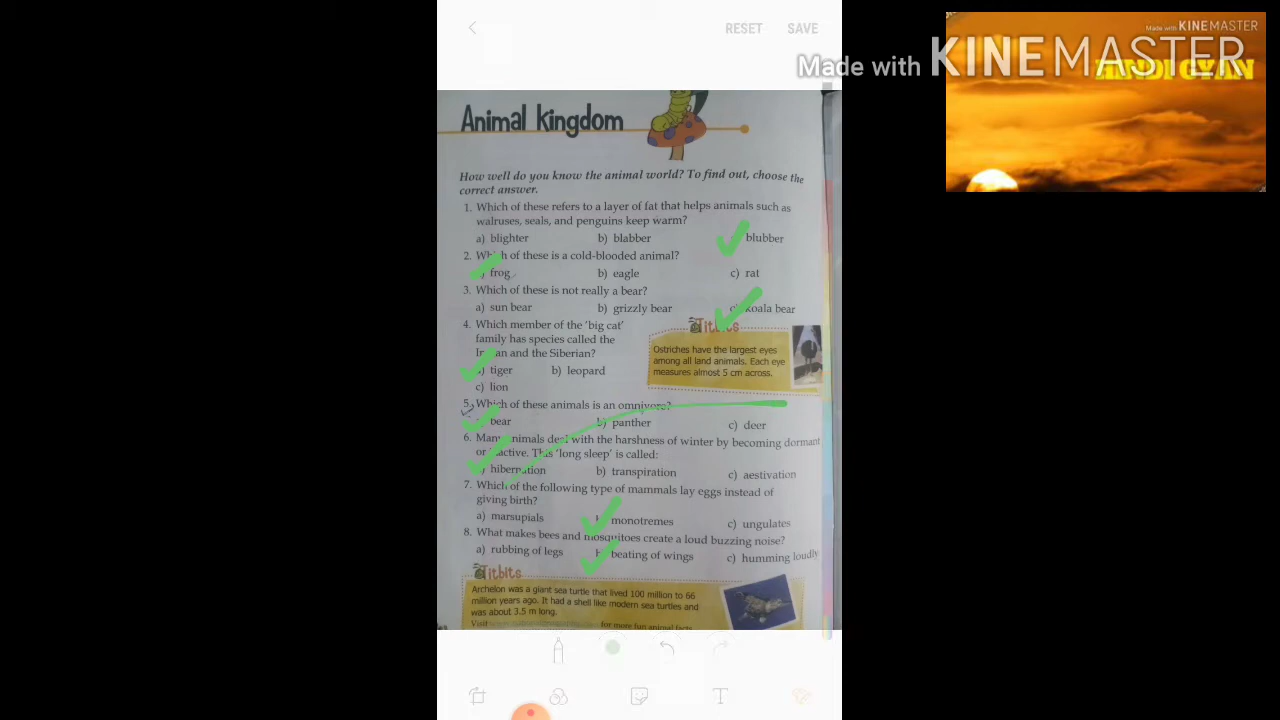 RESET SAVE
Made with KINEMASTER
Made with KINEMASTER
Animal kingdom
How well do you know the animal world? To find out, choose the
correct answer.
1. Which of these refers to a layer of fat that helps animals such as
walruses, seals, and penguins keep warm?
a) blighter b) blabber blubber
2. Which of these is a cold-blooded animal?
frog b) eagle c) rat
3. Which of these is not really a bear?
a) sun bear b) grizzly bear c) koala bear
4. Which member of the 'big cat'
family has species called the
Indian and the Siberian?
tiger b) leopard
c) lion
Titbits
Ostriches have the largest eyes
among all land animals. Each eye
measures almost 5 cm across.
5. Which of these animals is an omnivore?
bear b) panther c) deer
6. Many animals deal with the harshness of winter by becoming dormant
or inactive. This 'long sleep' is called:
hibernation b) transpiration c) aestivation
7. Which of the following type of mammals lay eggs instead of
giving birth?
a) marsupials b) monotremes c) ungulates
8. What makes bees and mosquitoes create a loud buzzing noise?
a) rubbing of legs b) beating of wings c) humming loudly
Titbits
Archelon was a giant sea turtle that lived 100 million to 66
million years ago. It had a shell like modern sea turtles and
was about 3.5 m long.
Visit for more fun animal facts
T